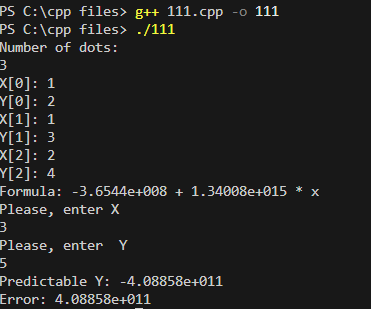 PS C:\cpp files> g++ 111.cpp -o 111
PS C:\cpp files> ./111
Number of dots:
3
X[0]: 1
Y[0]: 2
X[1]: 1
Y[1]: 3
X[2]: 2
Y[2]: 4
Formula: -3.6544e+008 + 1.34008e+015 * x
Please, enter X
3
Please, enter  Y
5
Predictable Y: -4.08858e+011
Error: 4.08858e+011